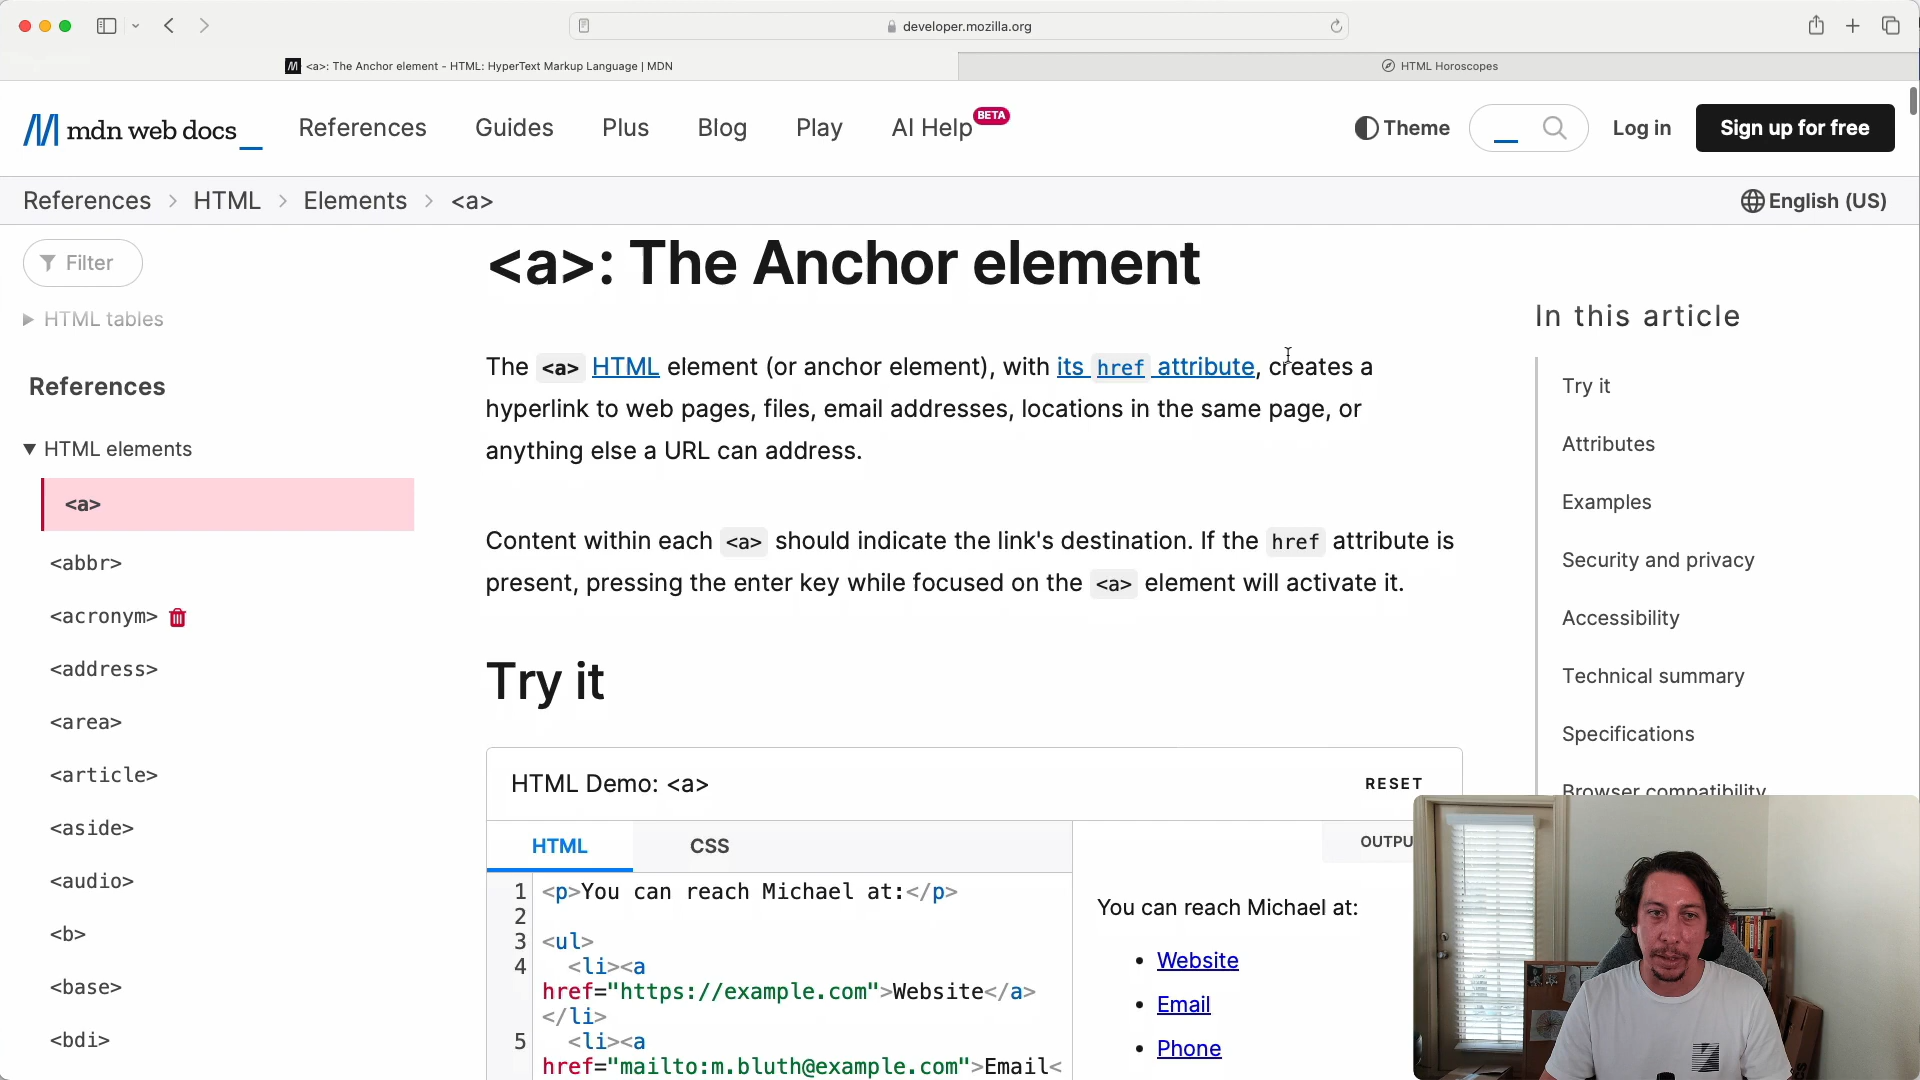 developer.mozilla.org
<a>: The Anchor element - HTML: HyperText Markup Language | MDN
HTML Horoscopes
mdn web docs_
References
Guides
Plus
Blog
Play
AI Help
BETA
Theme
Log in
Sign up for free
References > HTML > Elements > <a>
English (US)
Filter
HTML tables
References
HTML elements
<a>
<abbr>
<acronym>
<address>
<area>
<article>
<aside>
<audio>
<b>
<base>
<bdi>
<a>: The Anchor element
The <a> HTML element (or anchor element), with its href attribute, creates a
hyperlink to web pages, files, email addresses, locations in the same page, or
anything else a URL can address.
Content within each <a> should indicate the link's destination. If the href attribute is
present, pressing the enter key while focused on the <a> element will activate it.
Try it
HTML Demo: <a>
RESET
HTML
CSS
1 <p>You can reach Michael at:</p>
2
3 <ul>
4 <li><a
href="https://example.com">Website</a>
</li>
5 <li><a
href="mailto:m.bluth@example.com">Email<
OUTPU
You can reach Michael at:
• Website
• Email
• Phone
In this article
Try it
Attributes
Examples
Security and privacy
Accessibility
Technical summary
Specifications
Browser compatibility